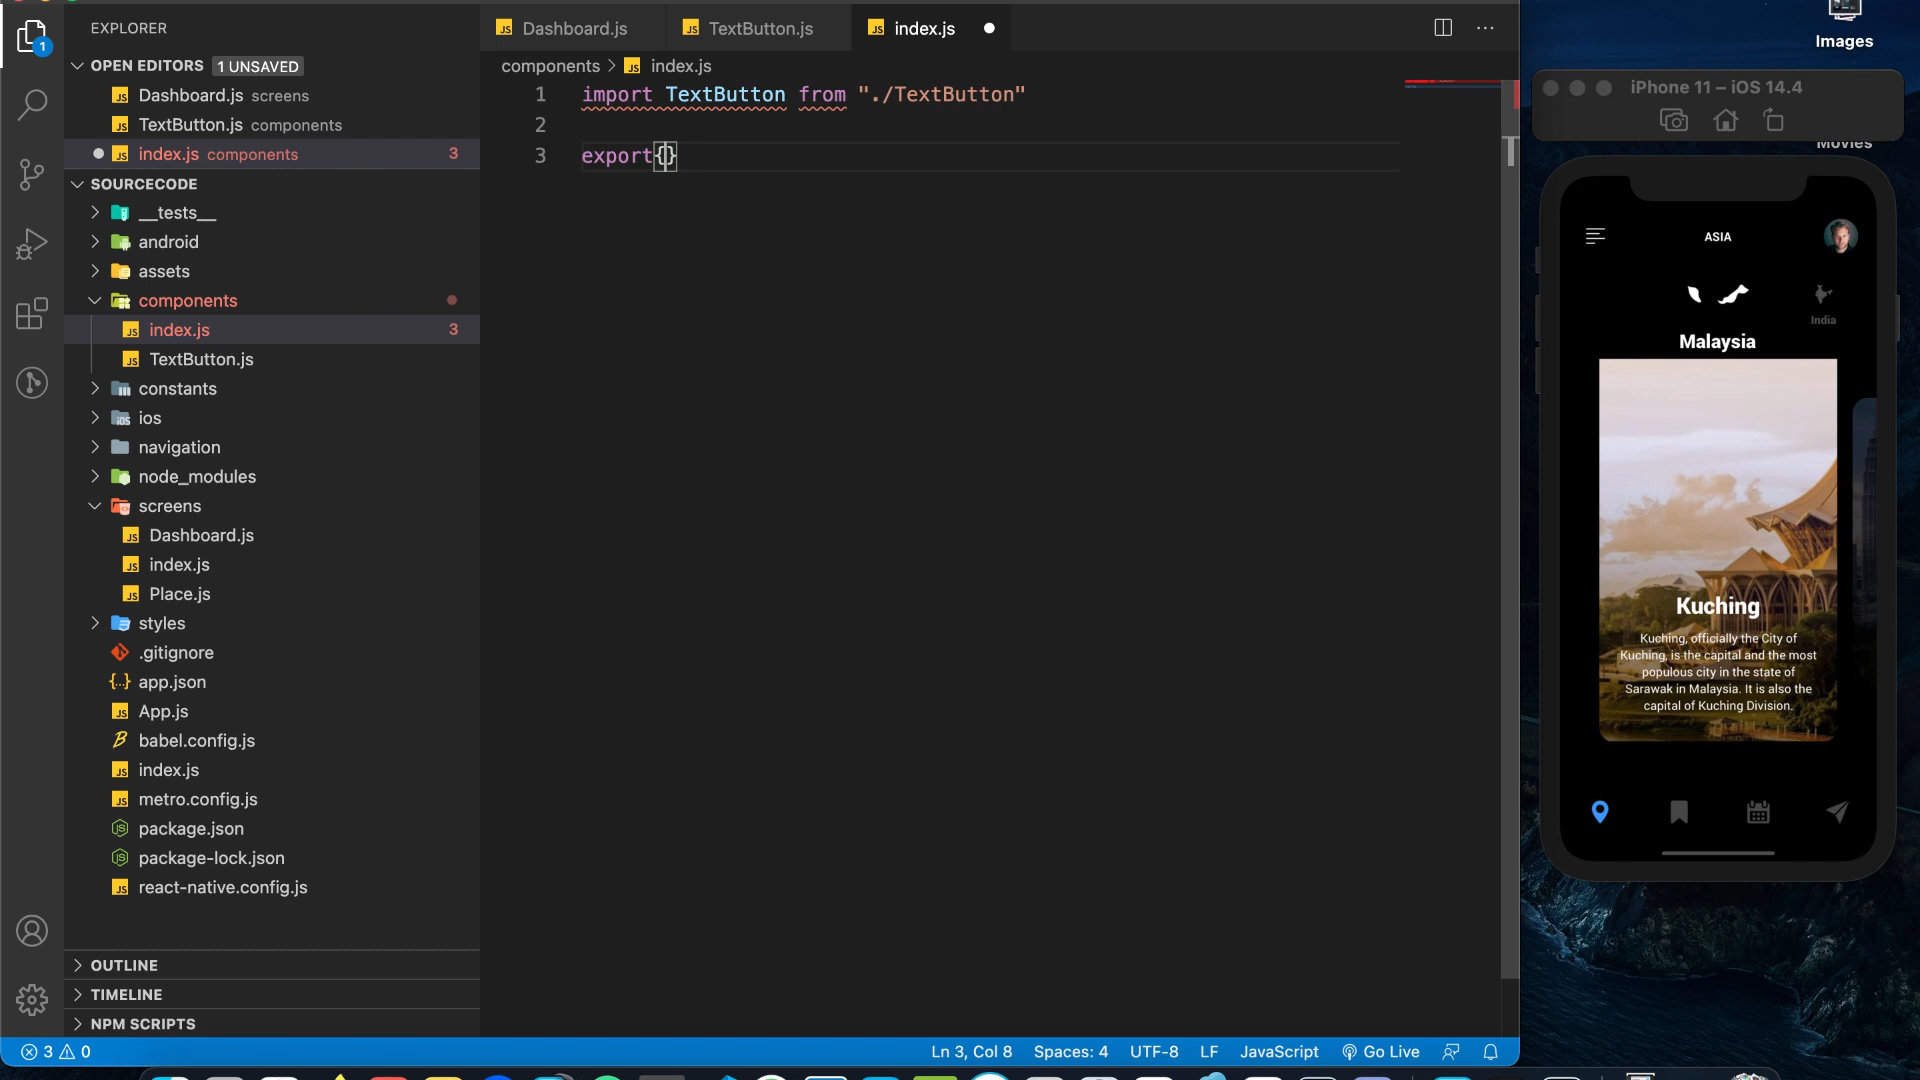 EXPLORER
OPEN EDITORS 1 UNSAVED
Dashboard.js screens
TextButton.js components
index.js components 3
SOURCECODE
__tests__
android
assets
components
index.js 3
TextButton.js
constants
ios
navigation
node_modules
screens
Dashboard.js
index.js
Place.js
styles
.gitignore
app.json
App.js
babel.config.js
index.js
metro.config.js
package.json
package-lock.json
react-native.config.js
OUTLINE
TIMELINE
NPM SCRIPTS
Dashboard.js TextButton.js index.js
components > index.js
1 import TextButton from "./TextButton"
2
3 export{}
3 0 Ln 3, Col 8 Spaces: 4 UTF-8 LF JavaScript Go Live
Images
iPhone 11 – iOS 14.4
Movies
ASIA
India
Malaysia
Kuching
Kuching, officially the City of
Kuching, is the capital and the most
populous city in the state of
Sarawak in Malaysia. It is also the
capital of Kuching Division.